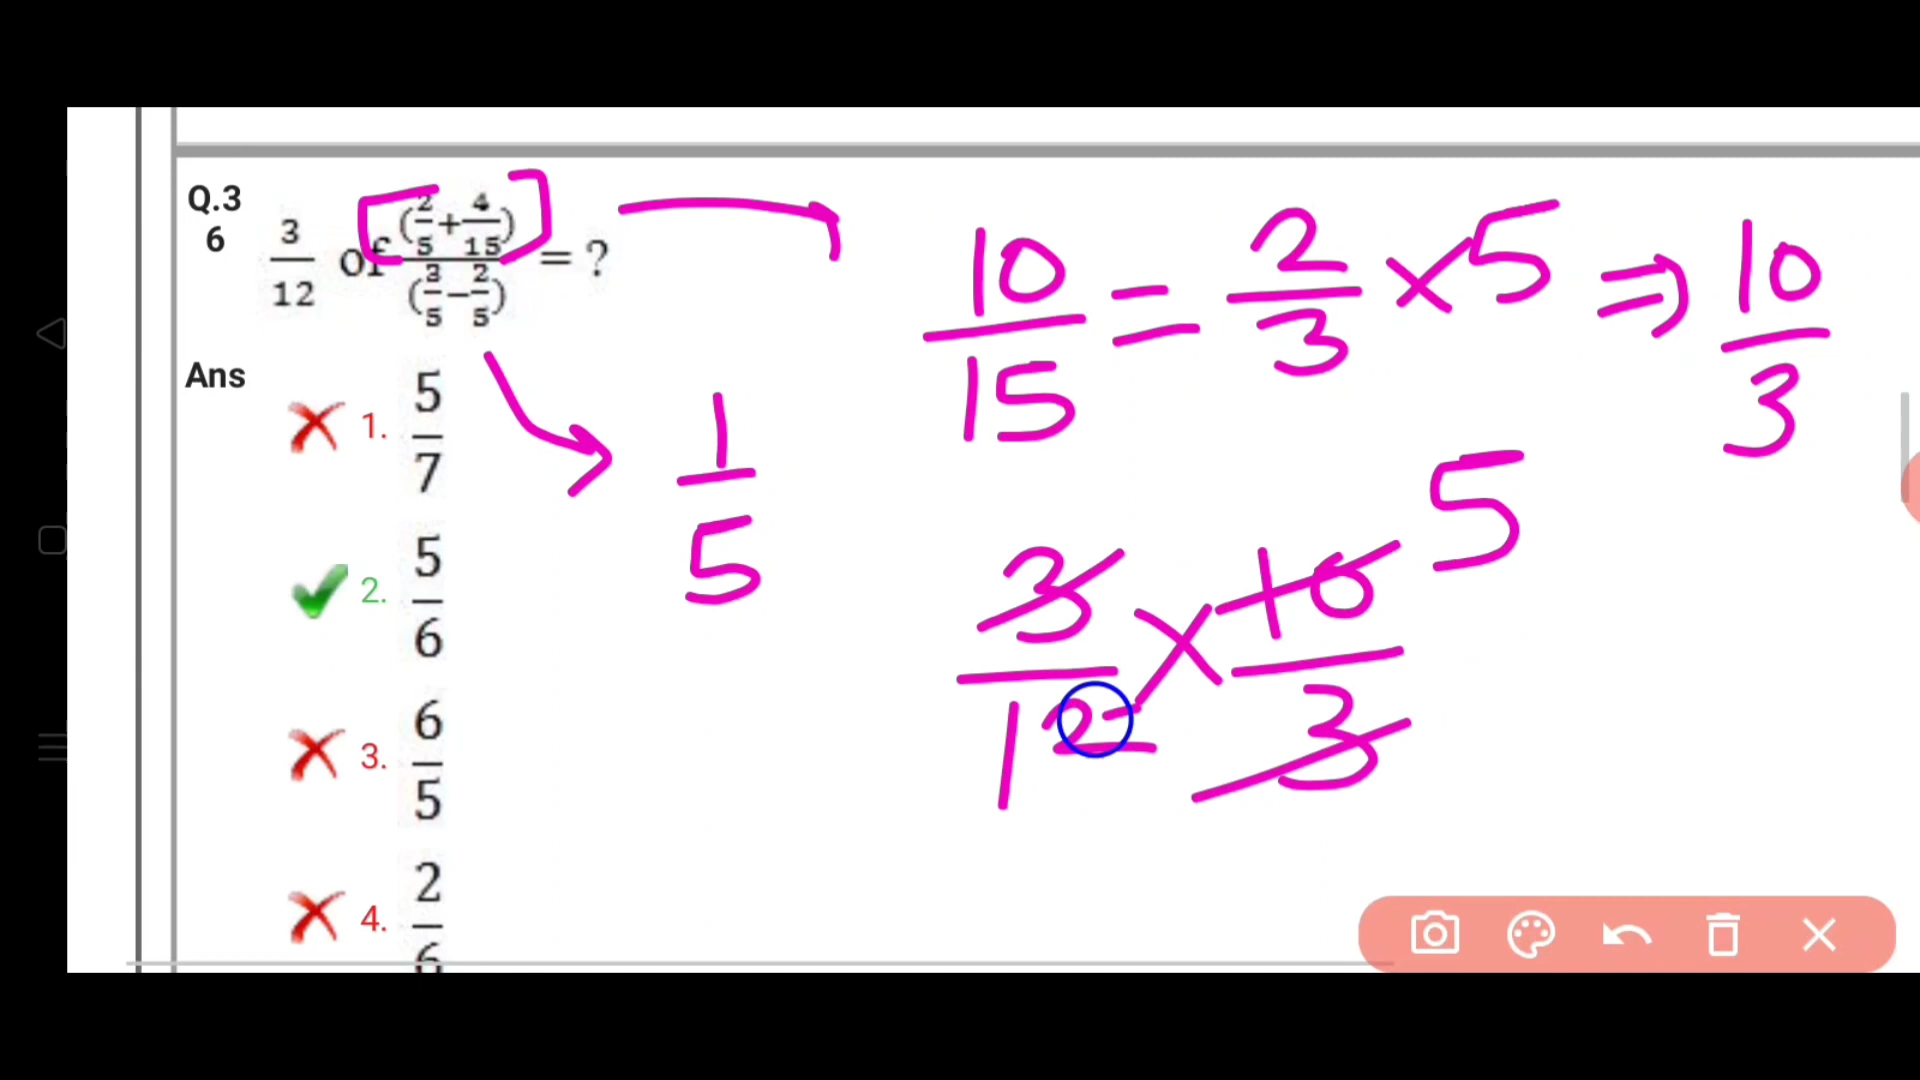 Q.36
3/12 of (2/5+4/15)/(3/5−2/5) = ?
10/15 = 2/3 × 5 ⇒ 10/3
Ans
1. 5/7
1/5
3/12 × 10/3 5
2. 5/6
3. 6/5
4. 2/6